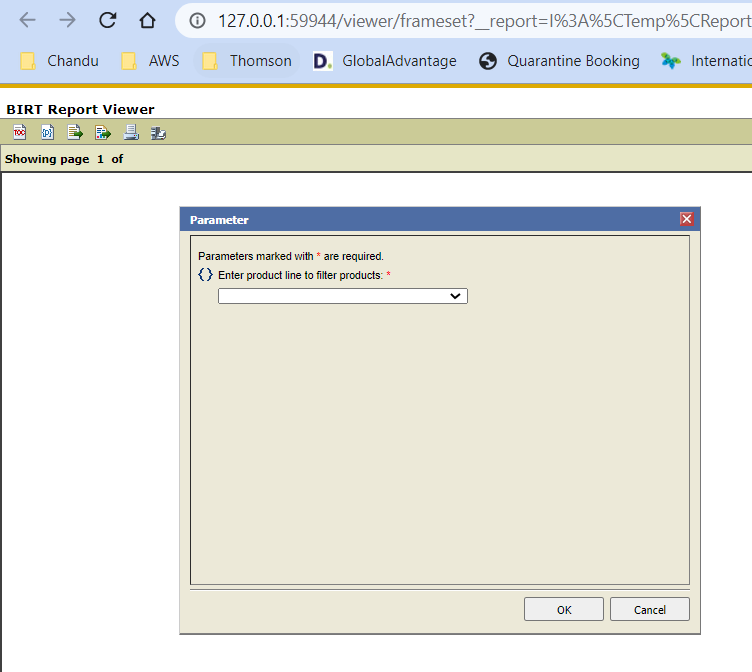 127.0.0.1:59944/viewer/frameset?__report=I%3A%5CTemp%5CReport
Chandu AWS Thomson D. GlobalAdvantage Quarantine Booking Internatio
BIRT Report Viewer
TOC
Showing page 1 of
Parameter
Parameters marked with * are required.
{} Enter product line to filter products: *
OK Cancel